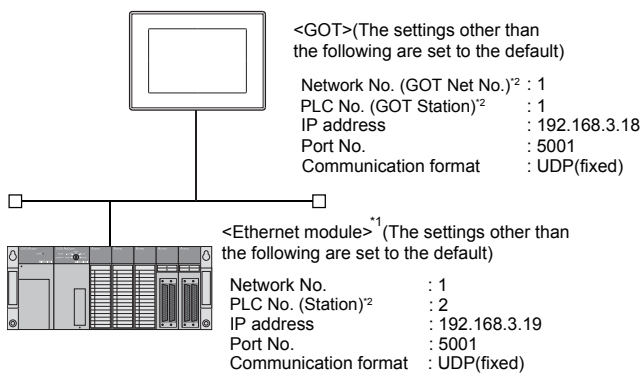 <GOT>(The settings other than
the following are set to the default)
Network No. (GOT Net No.)*2 : 1
PLC No. (GOT Station)*2 : 1
IP address : 192.168.3.18
Port No. : 5001
Communication format : UDP(fixed)
<Ethernet module>*1(The settings other than
the following are set to the default)
Network No. : 1
PLC No. (Station)*2 : 2
IP address : 192.168.3.19
Port No. : 5001
Communication format : UDP(fixed)